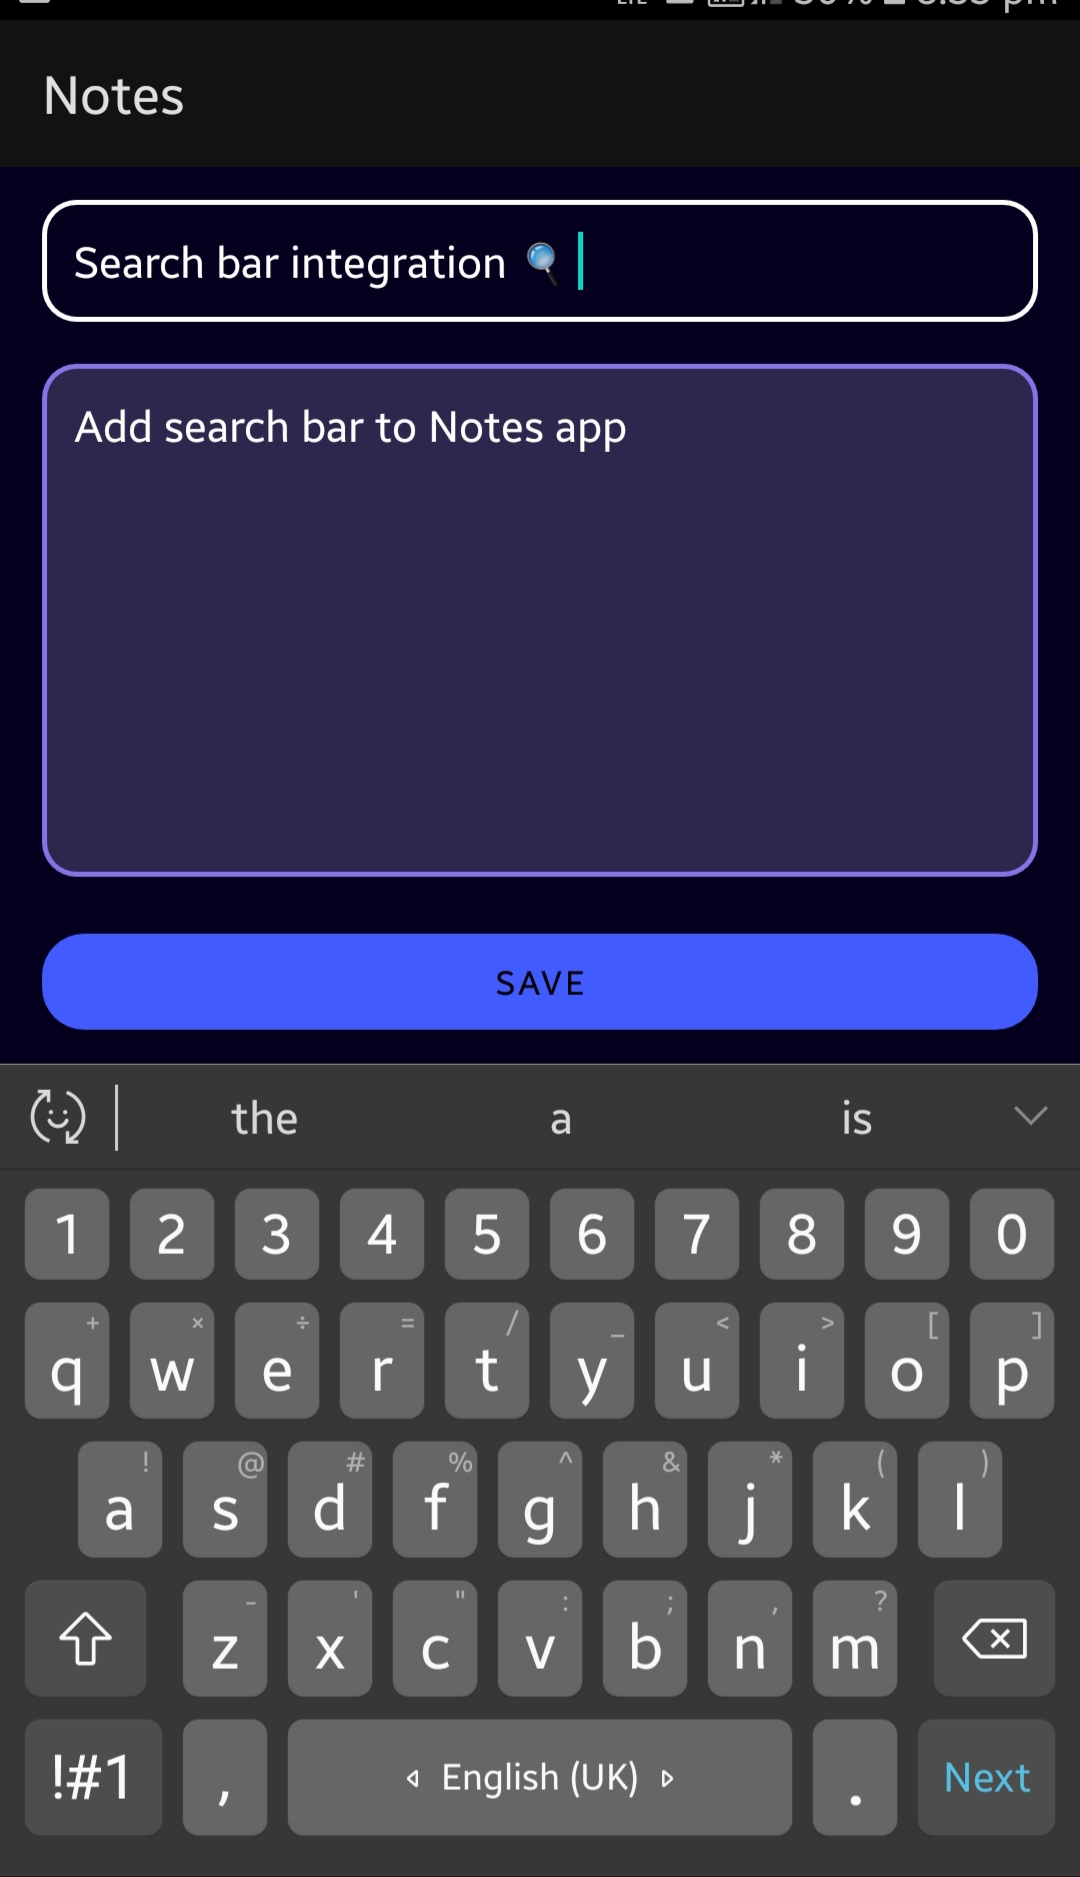 Notes
Search bar integration 🔍
Add search bar to Notes app
SAVE
the a is
1 2 3 4 5 6 7 8 9 0
+ × ÷ = / _ < > [ ]
q w e r t y u i o p
! @ # % ^ & * ( )
a s d f g h j k l
- ' " : ; , ?
z x c v b n m
!#1 , English (UK) . Next